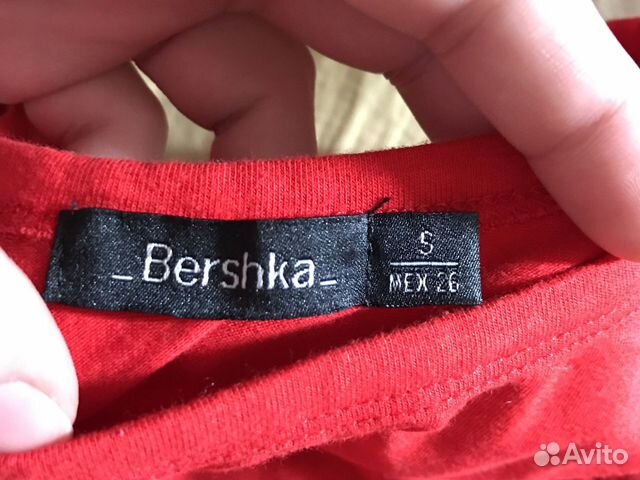 _Bershka_
S
MEX 26
Avito